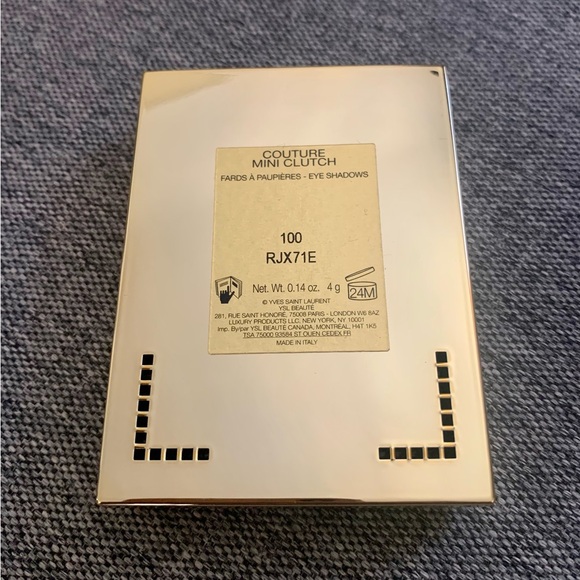 COUTURE
MINI CLUTCH
FARDS À PAUPIÈRES - EYE SHADOWS
100
RJX71E
Net. Wt. 0.14 oz. 4 g
24M
© YVES SAINT LAURENT
YSL BEAUTÉ
281, RUE SAINT HONORÉ, 75008 PARIS - LONDON W6 8AZ
LUXURY PRODUCTS LLC, NEW YORK, NY 10001
Imp. By/par YSL BEAUTE CANADA, MONTREAL, H4T 1K5
TSA 75000 93584 ST OUEN CEDEX FR
MADE IN ITALY